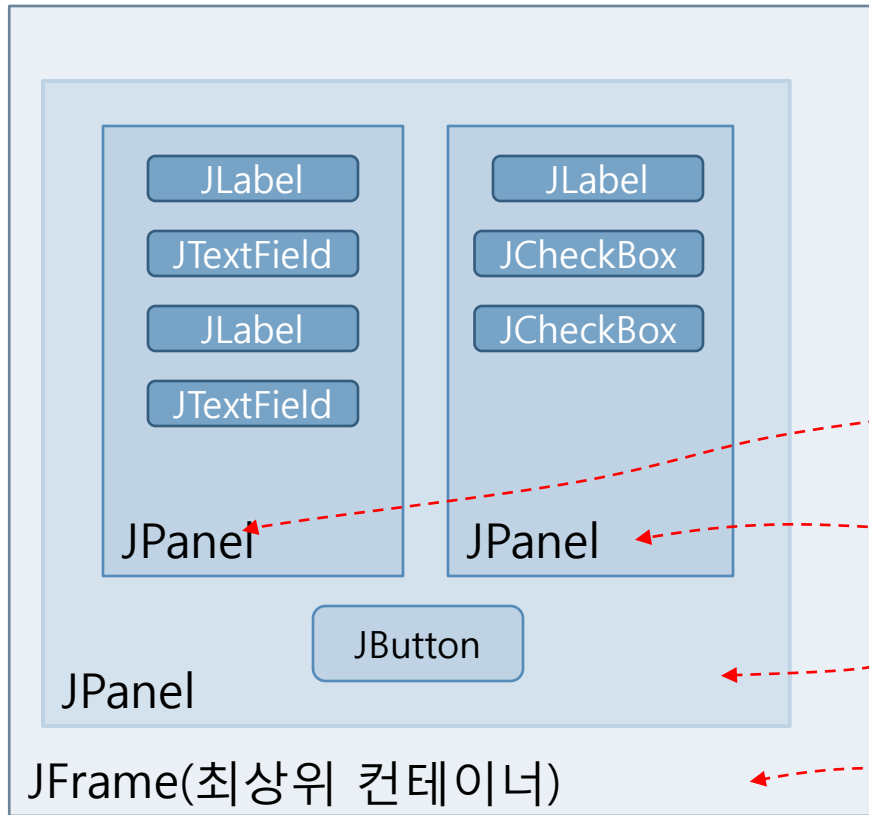 JLabel
JTextField
JLabel
JTextField
JPanel
JLabel
JCheckBox
JCheckBox
JPanel
JButton
JPanel
JFrame(최상위 컨테이너)